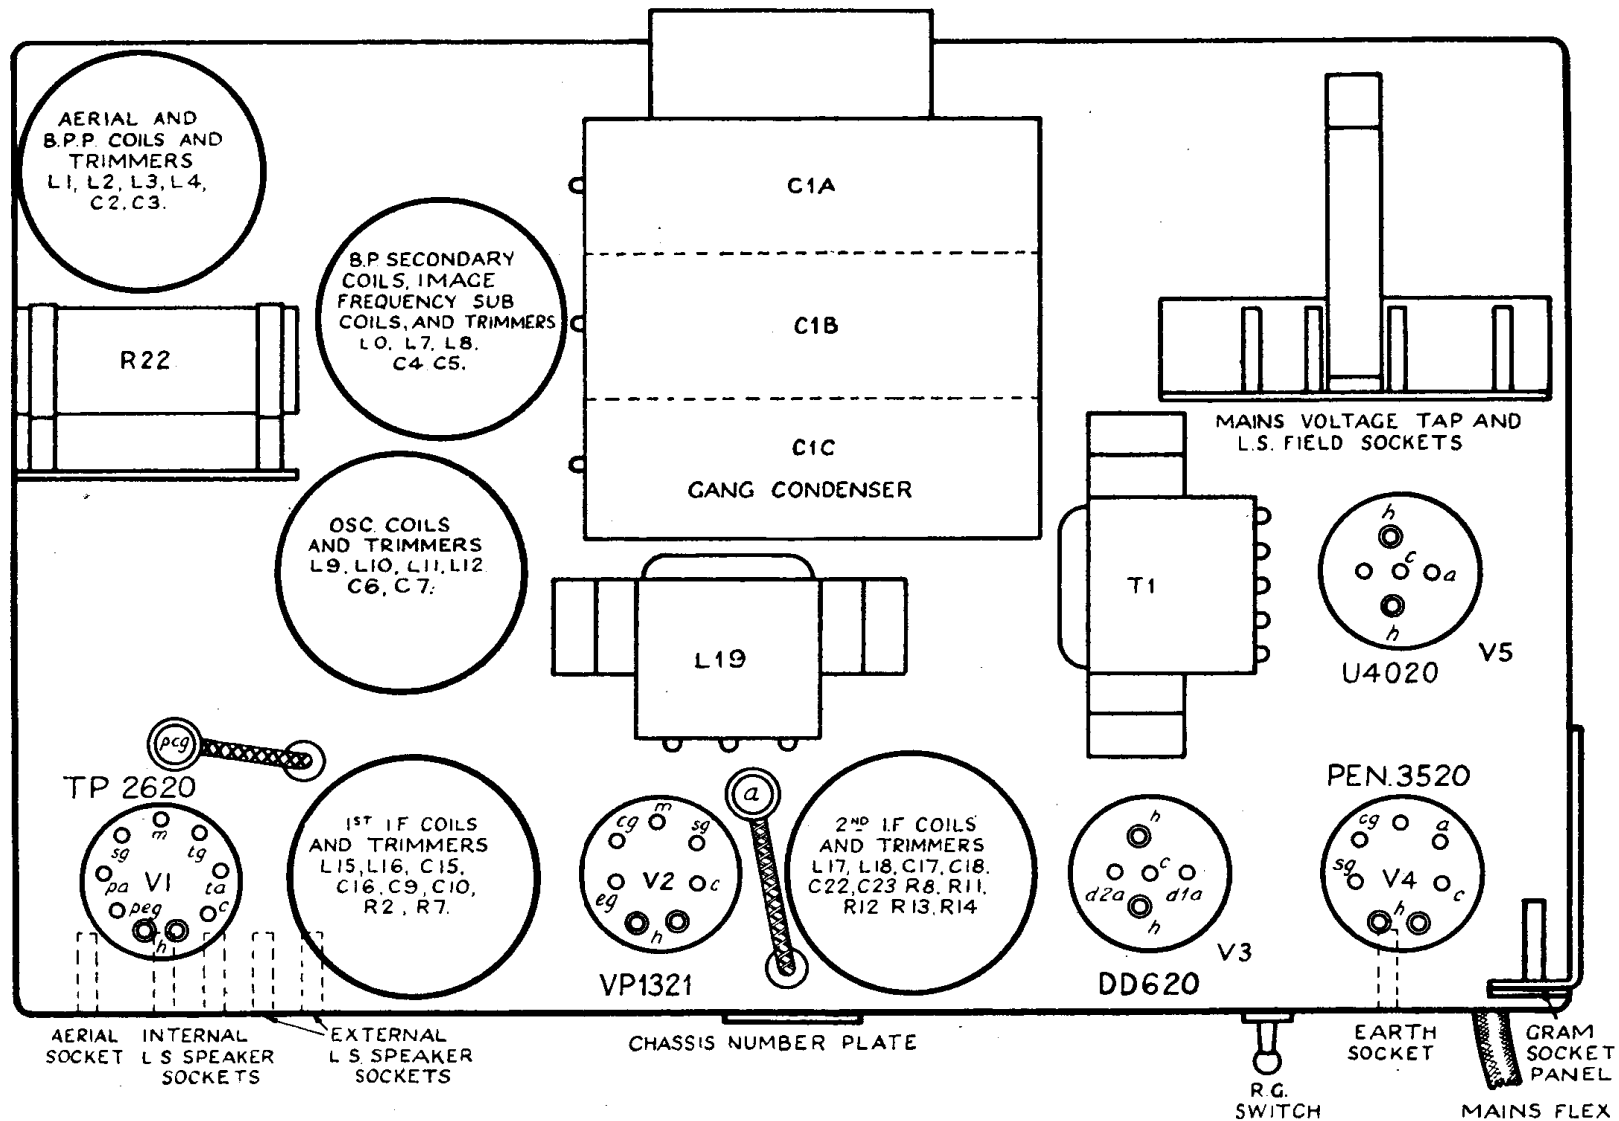 AERIAL AND
B.P.P. COILS AND
TRIMMERS
L1, L2, L3, L4,
C2, C3.
B.P SECONDARY
COILS, IMAGE
FREQUENCY SUB
COILS, AND TRIMMERS
L0, L7, L8.
C4 C5.
C1A
C1B
C1C
GANG CONDENSER
R22
MAINS VOLTAGE TAP AND
L.S. FIELD SOCKETS
OSC. COILS
AND TRIMMERS
L9, L10, L11, L12
C6, C7.
L19
T1
h
c
a
h
V5
U4020
pcg
TP 2620
m
sg
tg
pa
V1
ta
peg
c
h
1ST I.F COILS
AND TRIMMERS
L15, L16, C15,
C16, C9, C10,
R2, R7.
a
m
cg
sg
V2
c
eg
h
VP1321
2ND I.F COILS
AND TRIMMERS
L17, L18, C17, C18.
C22, C23 R8, R11,
R12 R13, R14
h
c
d2a
d1a
h
V3
DD620
PEN.3520
cg
a
sg
V4
c
h
AERIAL
SOCKET
INTERNAL
L S SPEAKER
SOCKETS
EXTERNAL
L S SPEAKER
SOCKETS
CHASSIS NUMBER PLATE
R.G.
SWITCH
EARTH
SOCKET
GRAM
SOCKET
PANEL
MAINS FLEX